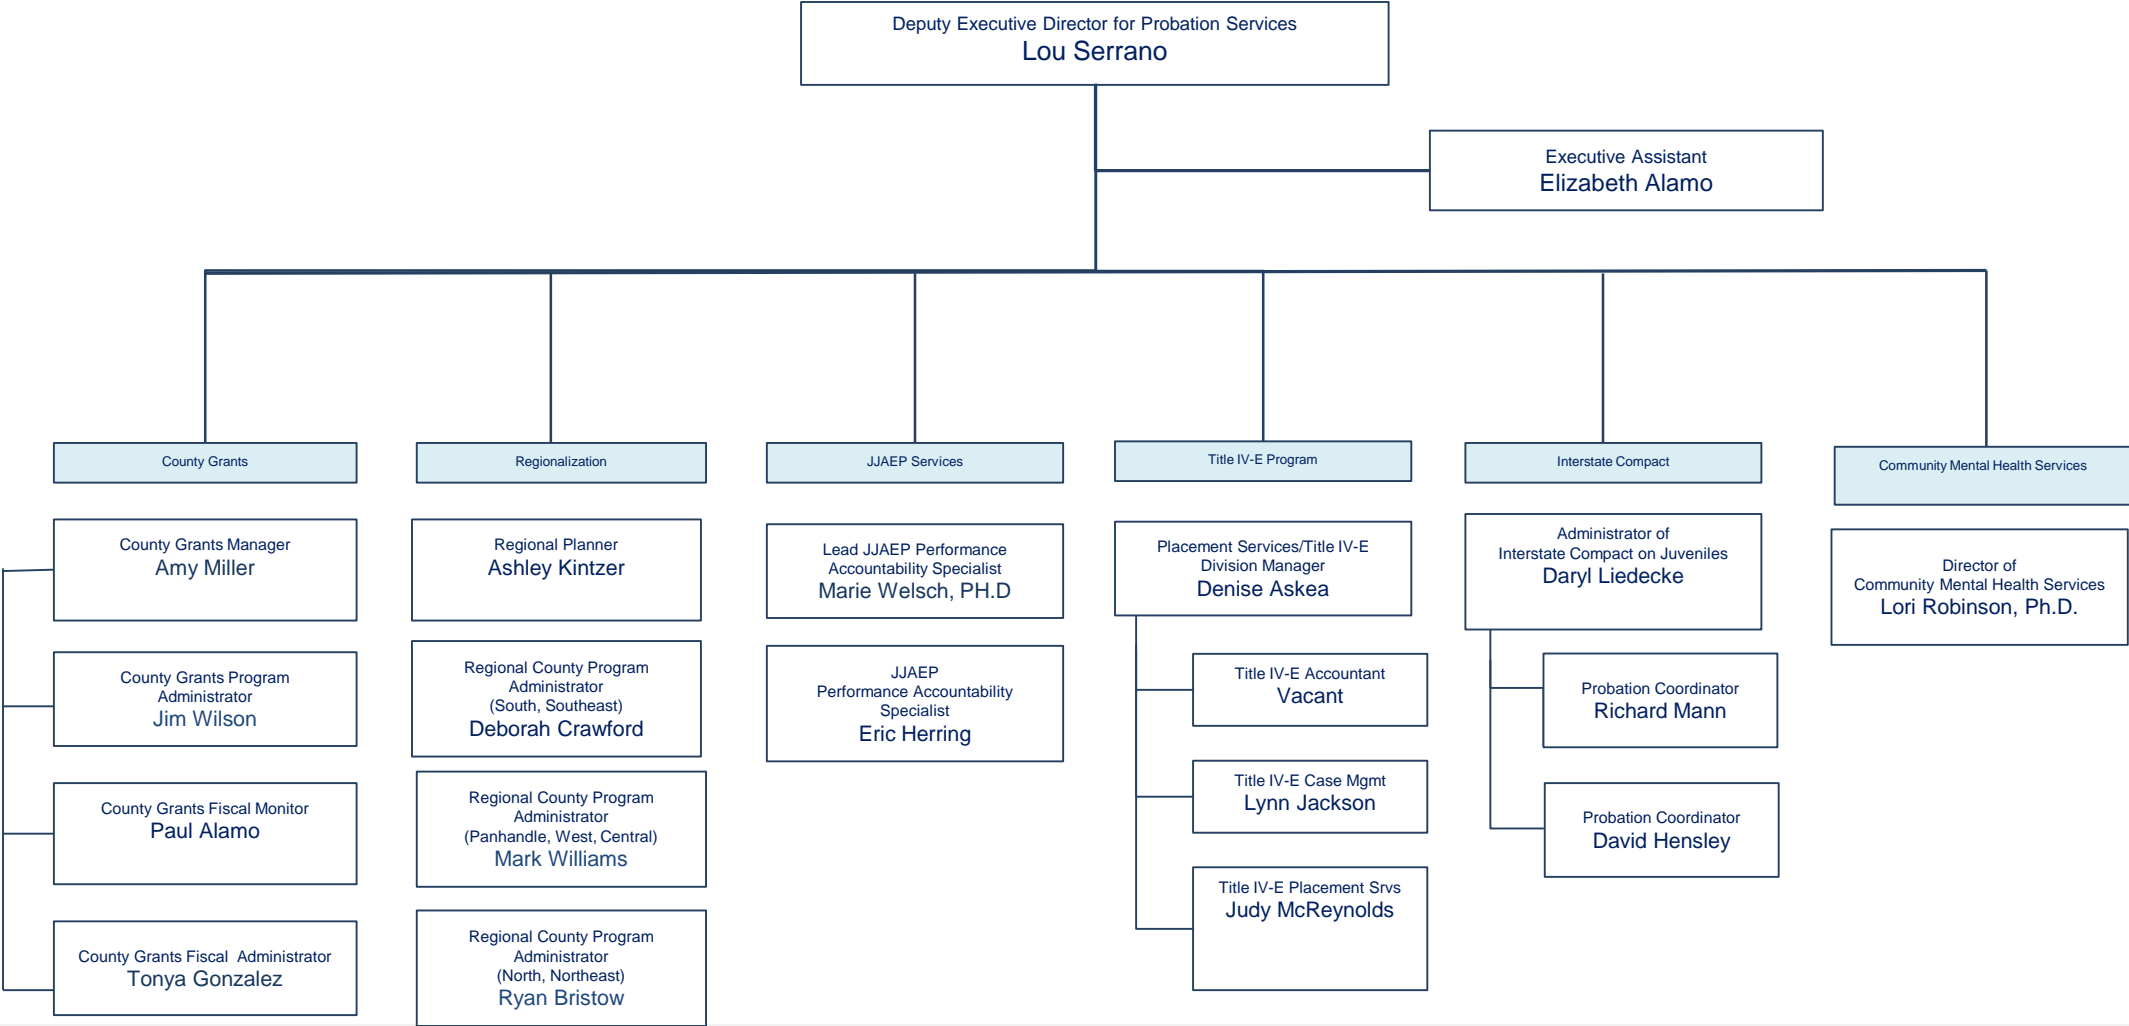 Deputy Executive Director for Probation Services
Lou Serrano
Executive Assistant
Elizabeth Alamo
County Grants
County Grants Manager
Amy Miller
County Grants Program
Administrator
Jim Wilson
County Grants Fiscal Monitor
Paul Alamo
County Grants Fiscal Administrator
Tonya Gonzalez
Regionalization
Regional Planner
Ashley Kintzer
Regional County Program
Administrator
(South, Southeast)
Deborah Crawford
Regional County Program
Administrator
(Panhandle, West, Central)
Mark Williams
Regional County Program
Administrator
(North, Northeast)
Ryan Bristow
JJAEP Services
Lead JJAEP Performance
Accountability Specialist
Marie Welsch, PH.D
JJAEP
Performance Accountability
Specialist
Eric Herring
Title IV-E Program
Placement Services/Title IV-E
Division Manager
Denise Askea
Title IV-E Accountant
Vacant
Title IV-E Case Mgmt
Lynn Jackson
Title IV-E Placement Srvs
Judy McReynolds
Interstate Compact
Administrator of
Interstate Compact on Juveniles
Daryl Liedecke
Probation Coordinator
Richard Mann
Probation Coordinator
David Hensley
Community Mental Health Services
Director of
Community Mental Health Services
Lori Robinson, Ph.D.